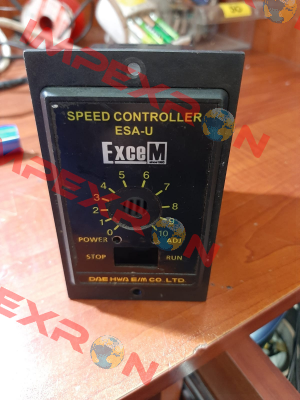 SPEED CONTROLLER
ESA-U
ExceM
5 6
4 7
3
2 8
1 9
0 10
POWER ADJ
STOP RUN
DAE HWA E/M CO. LTD.
IMPEXRON
IMPEXRON
IMPEXRON